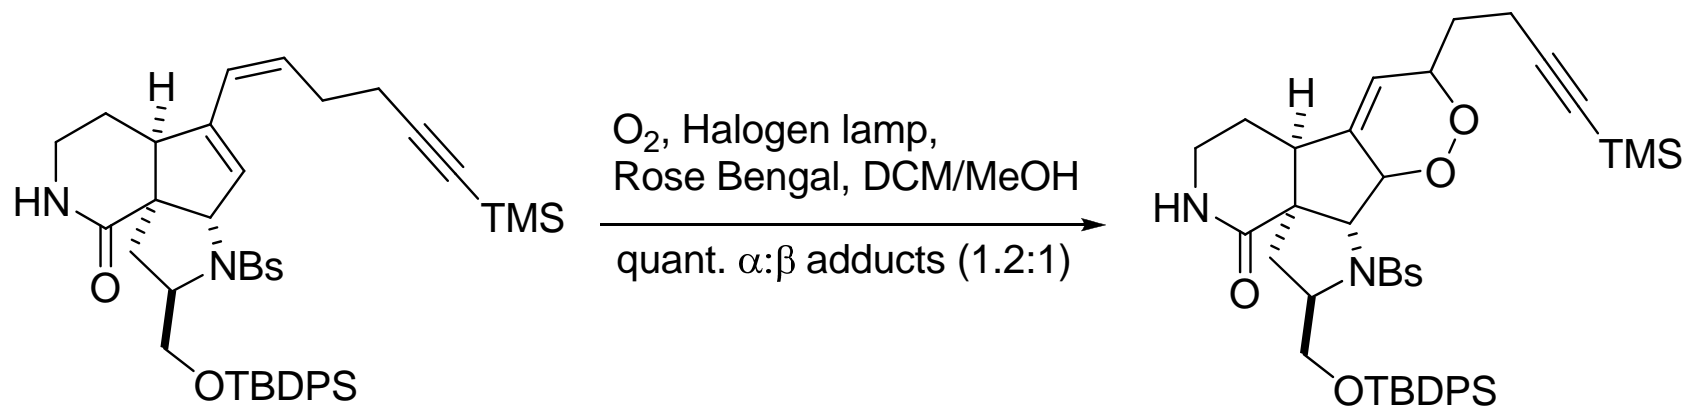 H
HN
O
NBs
OTBDPS
TMS
O2, Halogen lamp,
Rose Bengal, DCM/MeOH
quant. α:β adducts (1.2:1)
H
HN
O
NBs
OTBDPS
O
O
TMS